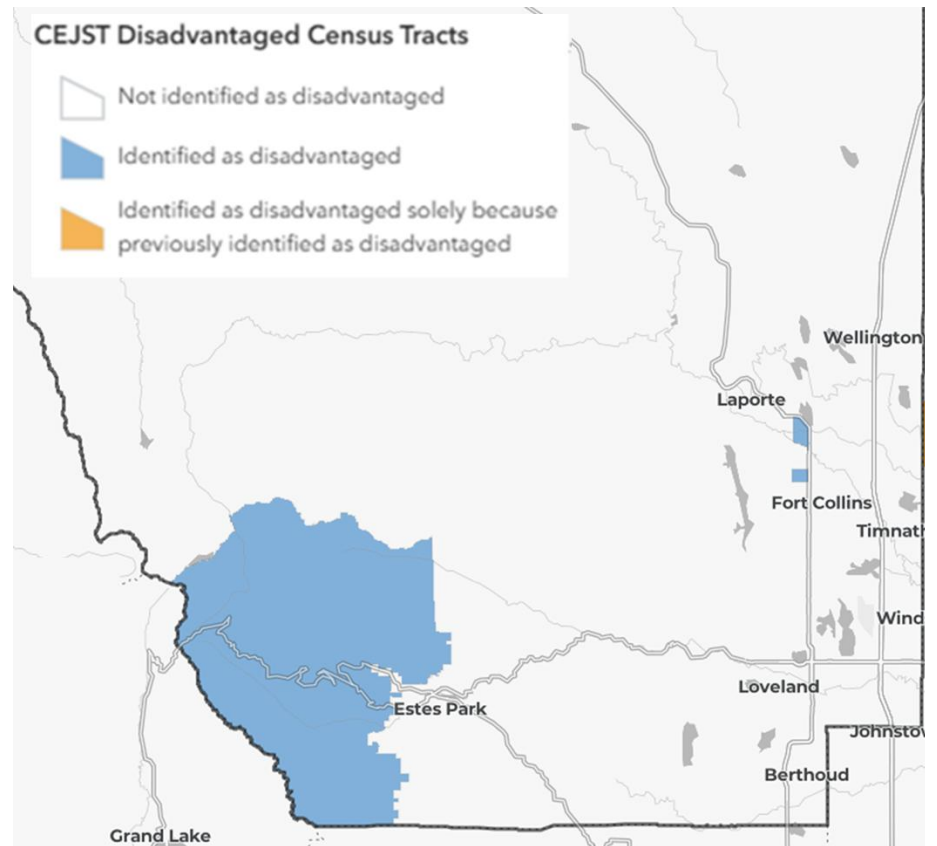 CEJST Disadvantaged Census Tracts
Not identified as disadvantaged
Identified as disadvantaged
Identified as disadvantaged solely because
previously identified as disadvantaged
Wellington
Laporte
Fort Collins
Timnath
Wind
Loveland
Estes Park
Johnstow
Berthoud
Grand Lake